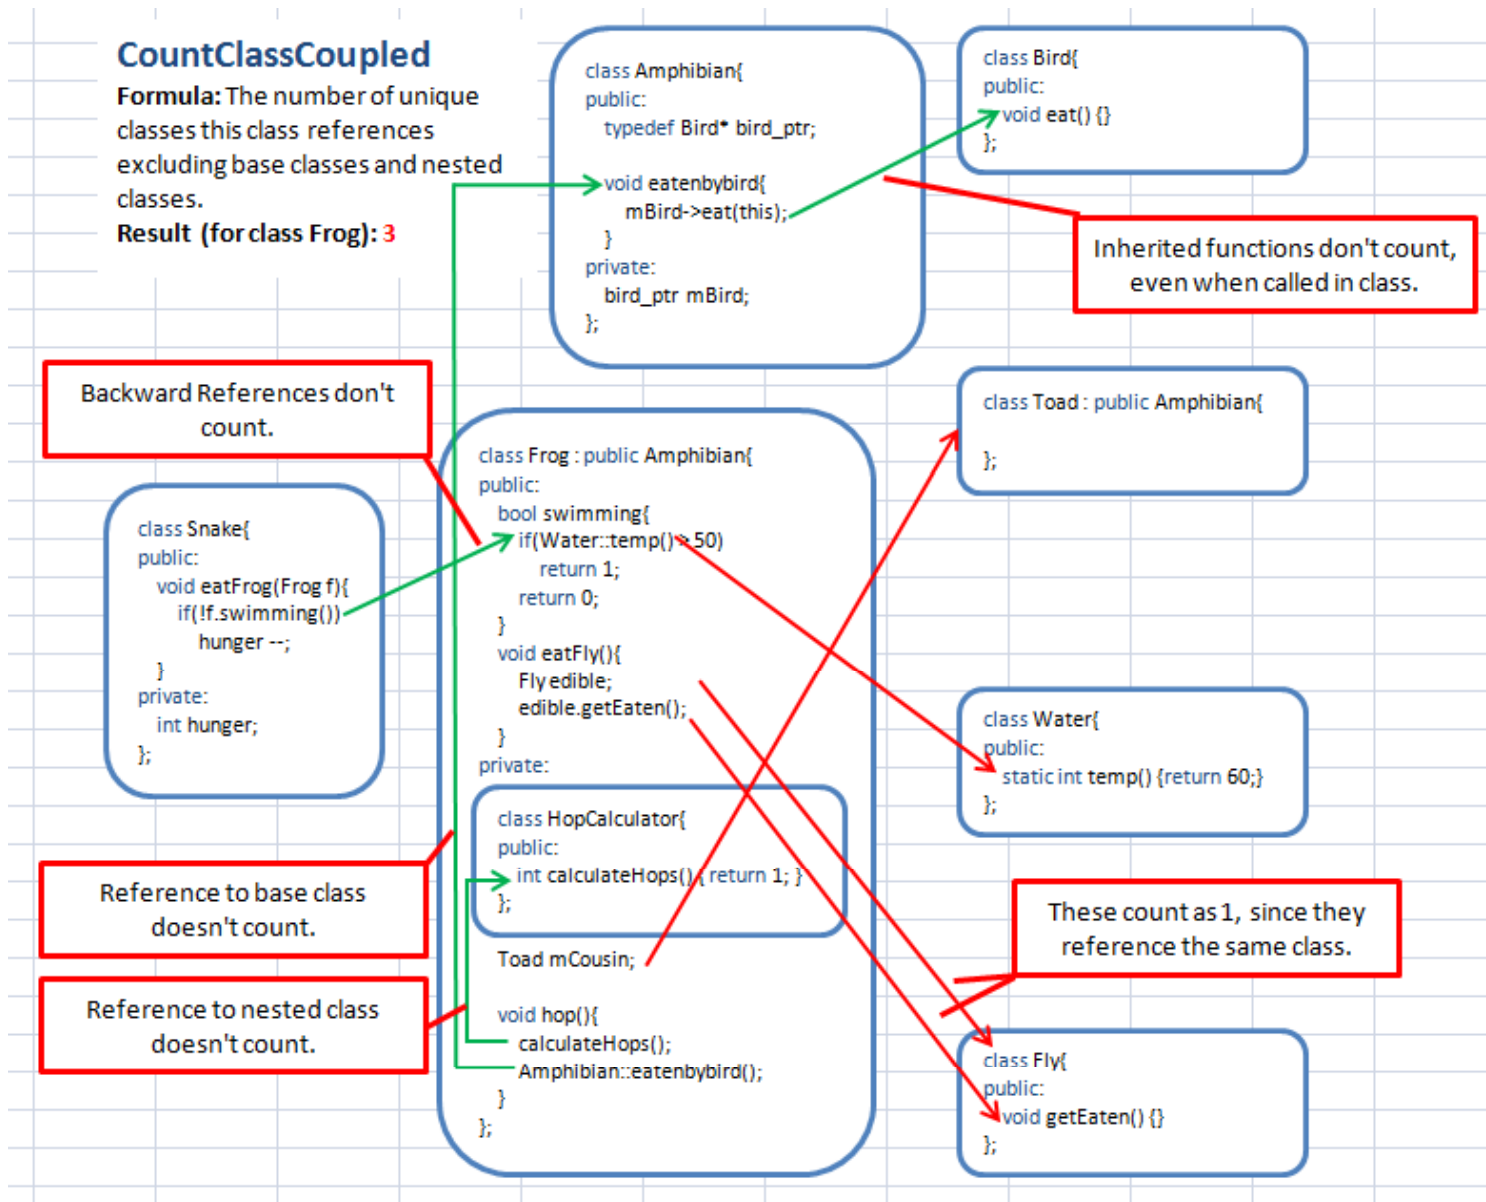 CountClassCoupled
Formula: The number of unique
classes this class references
excluding base classes and nested
classes.
Result (for class Frog): 3
class Amphibian{
public:
typedef Bird* bird_ptr;
void eatenbybird{
mBird->eat(this);
}
private:
bird_ptr mBird;
};
class Bird{
public:
void eat() {}
};
Inherited functions don't count,
even when called in class.
Backward References don't
count.
class Snake{
public:
void eatFrog(Frog f){
if(!f.swimming())
hunger --;
}
private:
int hunger;
};
class Frog : public Amphibian{
public:
bool swimming{
if(Water::temp() > 50)
return 1;
return 0;
}
void eatFly(){
Fly edible;
edible.getEaten();
}
private:
class HopCalculator{
public:
int calculateHops() { return 1; }
};
Toad mCousin;
void hop(){
calculateHops();
Amphibian::eatenbybird();
}
};
class Toad : public Amphibian{
};
class Water{
public:
static int temp() {return 60;}
};
Reference to base class
doesn't count.
Reference to nested class
doesn't count.
These count as 1, since they
reference the same class.
class Fly{
public:
void getEaten() {}
};